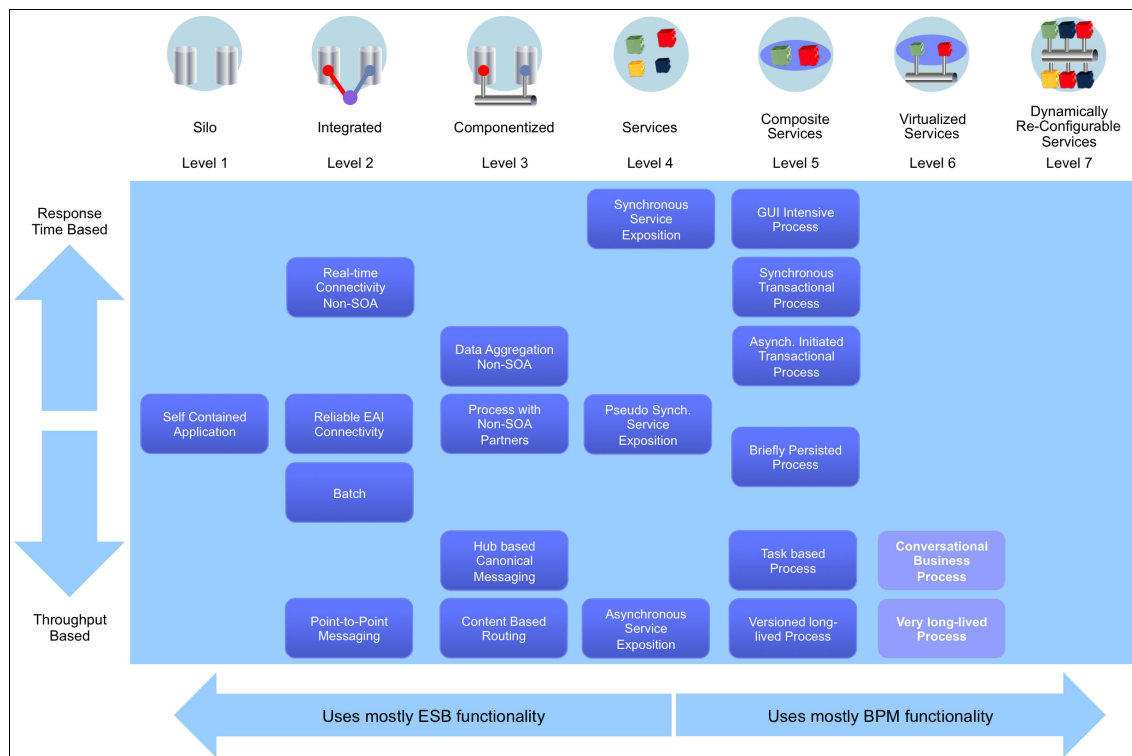 Silo
Integrated
Componentized
Services
Composite
Services
Virtualized
Services
Dynamically
Re-Configurable
Services
Level 1
Level 2
Level 3
Level 4
Level 5
Level 6
Level 7
Response
Time Based
Throughput
Based
Synchronous
Service
Exposition
GUI Intensive
Process
Real-time
Connectivity
Non-SOA
Synchronous
Transactional
Process
Data Aggregation
Non-SOA
Asynch. Initiated
Transactional
Process
Self Contained
Application
Reliable EAI
Connectivity
Process with
Non-SOA
Partners
Pseudo Synch.
Service
Exposition
Briefly Persisted
Process
Batch
Hub based
Canonical
Messaging
Task based
Process
Conversational
Business
Process
Point-to-Point
Messaging
Content Based
Routing
Asynchronous
Service
Exposition
Versioned long-
lived Process
Very long-lived
Process
Uses mostly ESB functionality
Uses mostly BPM functionality